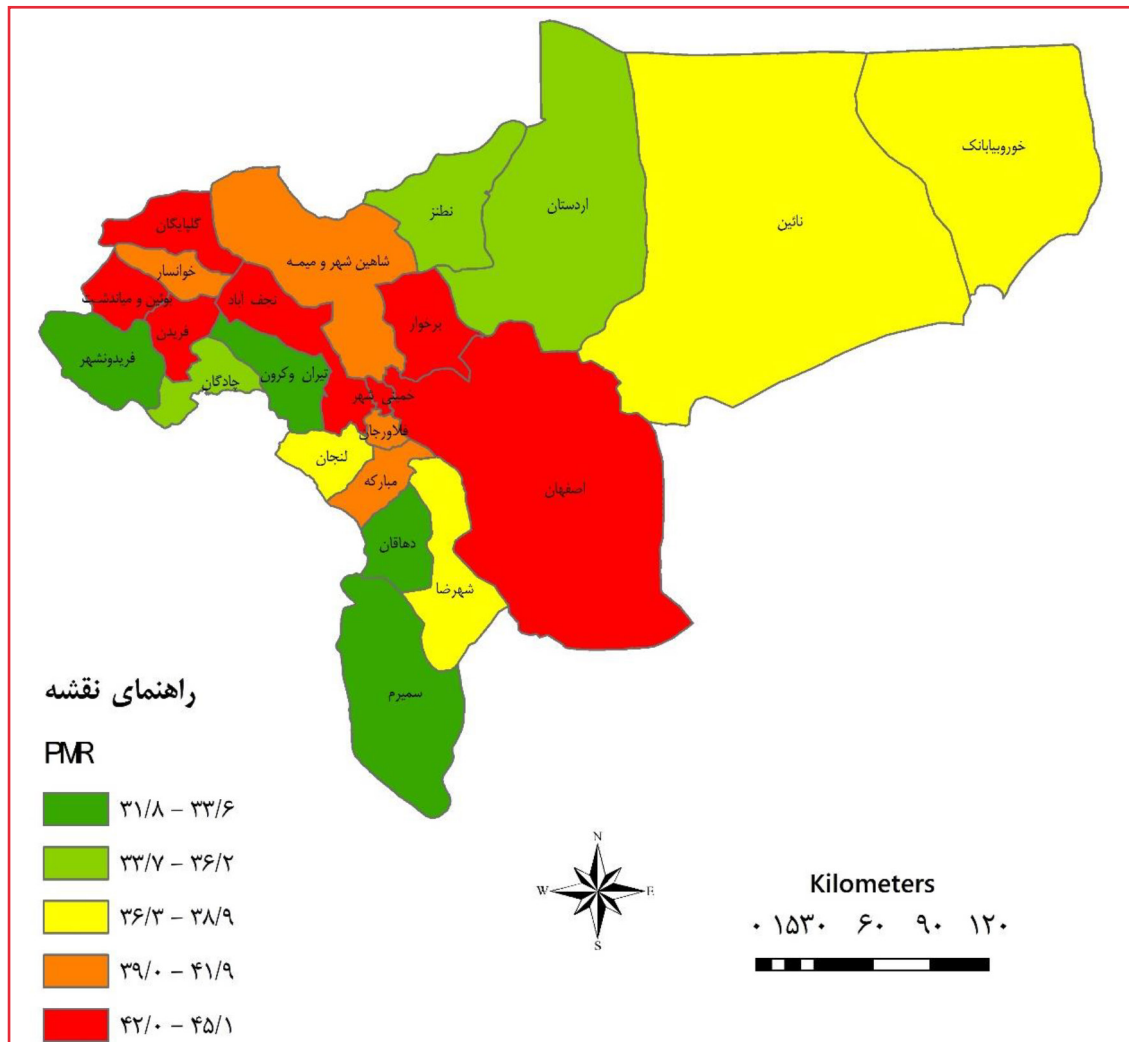 خوروبیابانک
نائین
اردستان
نطنز
گلپایگان
شاهین شهر و میمه
خوانسار
بوئین و میاندشت
نجف آباد
برخوار
فریدن
فریدونشهر
چادگان
تیران وکرون
خمینی شهر
فلاورجان
لنجان
مبارکه
اصفهان
دهاقان
شهرضا
سمیرم
راهنمای نقشه
PMR
۳۱/۸ – ۳۳/۶
۳۳/۷ – ۳۶/۲
۳۶/۳ – ۳۸/۹
۳۹/۰ – ۴۱/۹
۴۲/۰ – ۴۵/۱
N
W E
S
Kilometers
۰ ۱۵۳۰ ۶۰ ۹۰ ۱۲۰